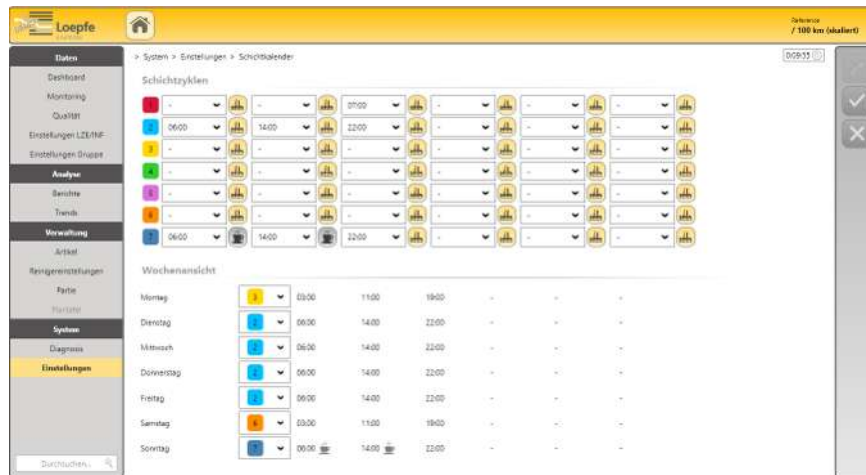 Loepfe
Referenz
/ 100 km (skaliert)
Daten
Dashboard
Monitoring
Qualität
Einstellungen LZE/INF
Einstellungen Gruppe
Analyse
Berichte
Trends
Verwaltung
Artikel
Reinigereinstellungen
Partie
System
Diagnosis
Einstellungen
Durchsuchen...
> System > Einstellungen > Schichtkalender
Schichtzyklen
1 - - 07:00 - - -
2 06:00 14:00 22:00 - - -
3 - - - - - -
4 - - - - - -
5 - - - - - -
6 - - - - - -
7 06:00 14:00 22:00 - - -
Wochenansicht
Montag 3 03:00 11:00 19:00 - - -
Dienstag 2 06:00 14:00 22:00 - - -
Mittwoch 2 06:00 14:00 22:00 - - -
Donnerstag 2 06:00 14:00 22:00 - - -
Freitag 2 06:00 14:00 22:00 - - -
Samstag 6 03:00 11:00 19:00 - - -
Sonntag 7 06:00 14:00 22:00 - - -